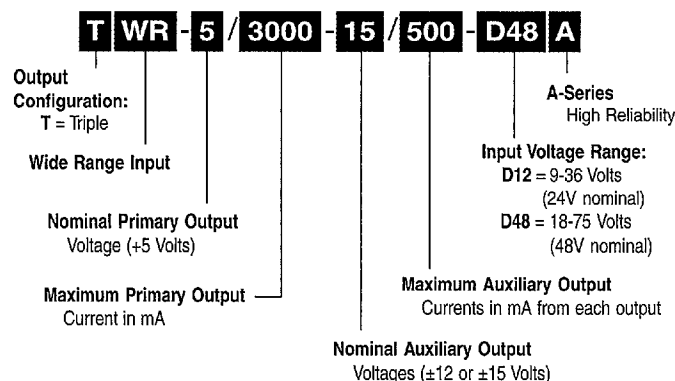 T WR - 5 / 3000 - 15 / 500 - D48 A
Output
Configuration:
T = Triple
Wide Range Input
Nominal Primary Output
Voltage (+5 Volts)
Maximum Primary Output
Current in mA
A-Series
High Reliability
Input Voltage Range:
D12 = 9-36 Volts
(24V nominal)
D48 = 18-75 Volts
(48V nominal)
Maximum Auxiliary Output
Currents in mA from each output
Nominal Auxiliary Output
Voltages (±12 or ±15 Volts)